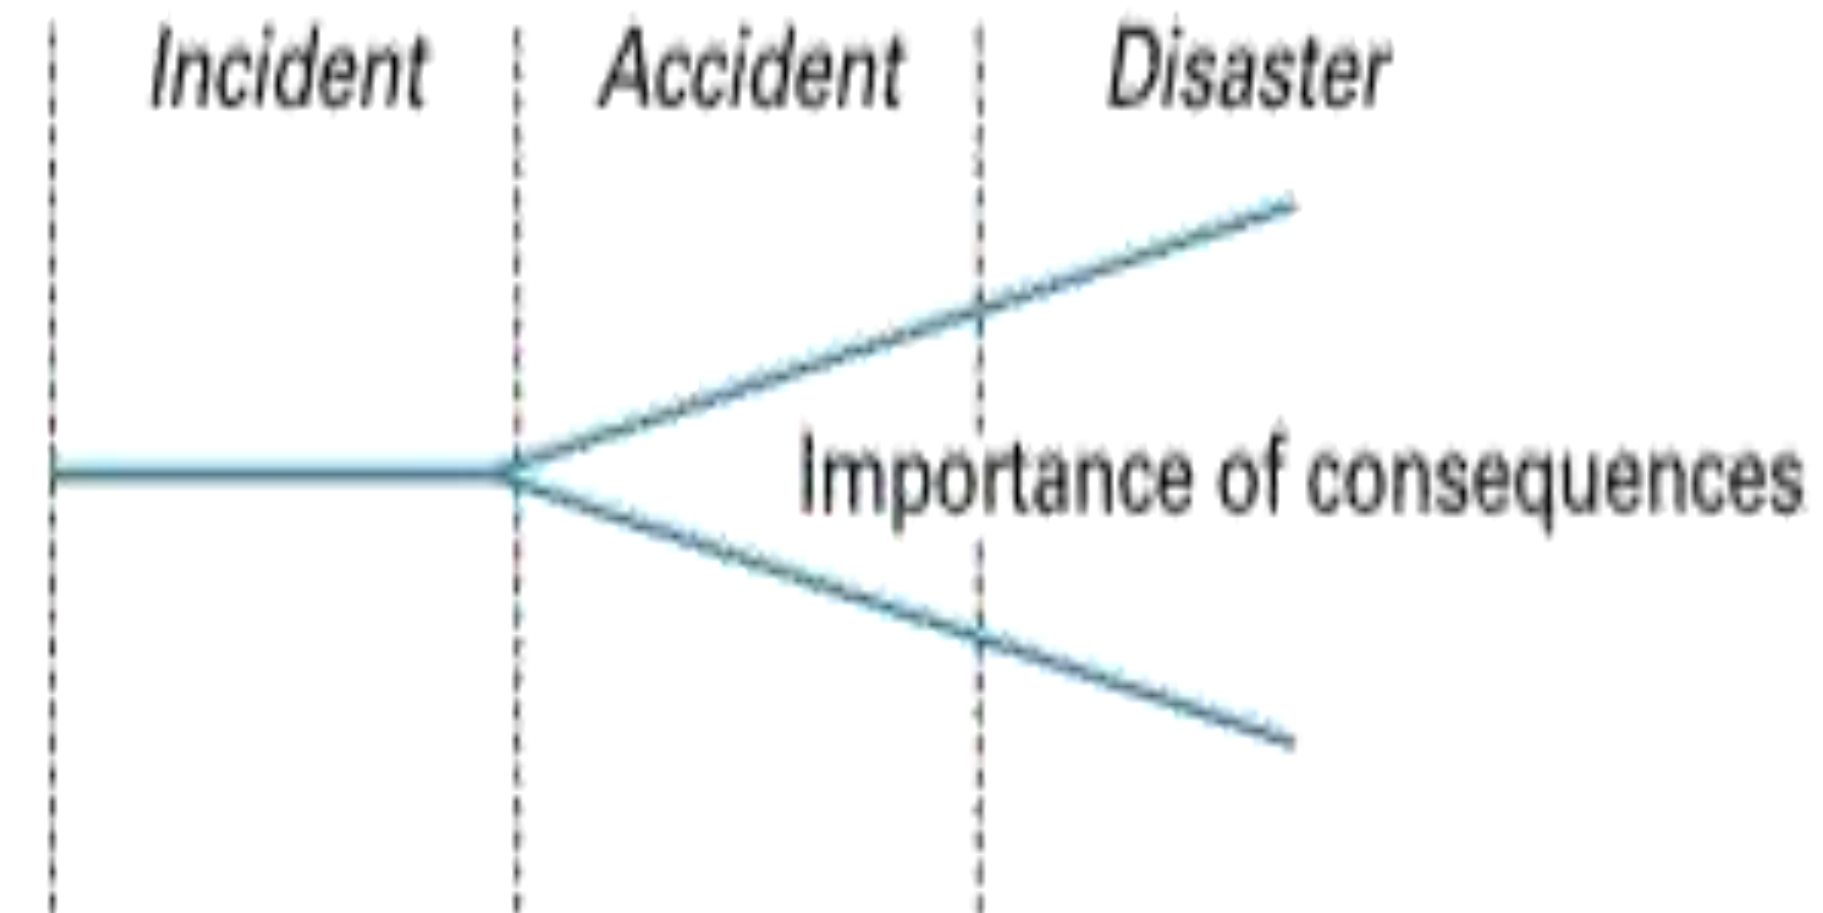 Incident Accident Disaster
Importance of consequences